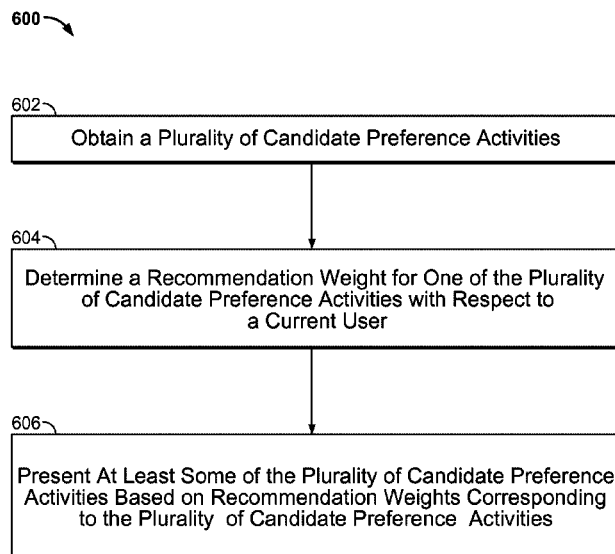 600
602
Obtain a Plurality of Candidate Preference Activities
604
Determine a Recommendation Weight for One of the Plurality
of Candidate Preference Activities with Respect to
a Current User
606
Present At Least Some of the Plurality of Candidate Preference
Activities Based on Recommendation Weights Corresponding
to the Plurality of Candidate Preference Activities